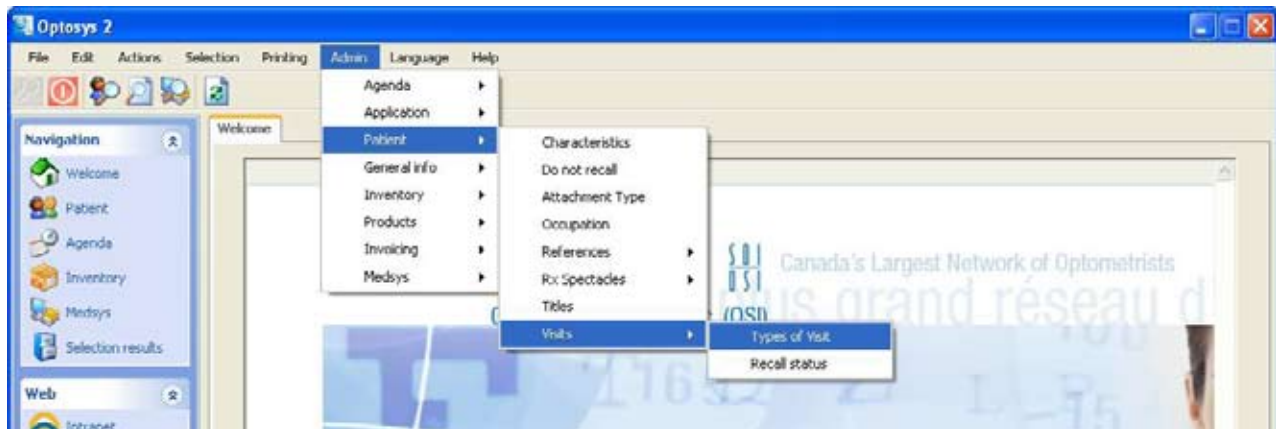 Optosys 2
File Edit Actions Selection Printing Admin Language Help
Agenda
Application
Patient
General info
Inventory
Products
Invoicing
Medsys
Characteristics
Do not recall
Attachment Type
Occupation
References
Rx Spectacles
Titles
Visits
Types of Visit
Recall status
Navigation
Welcome
Patient
Agenda
Inventory
Medsys
Selection results
Web
Intranet
Welcome
Canada's Largest Network of Optometrists
grand réseau d
(OSI)